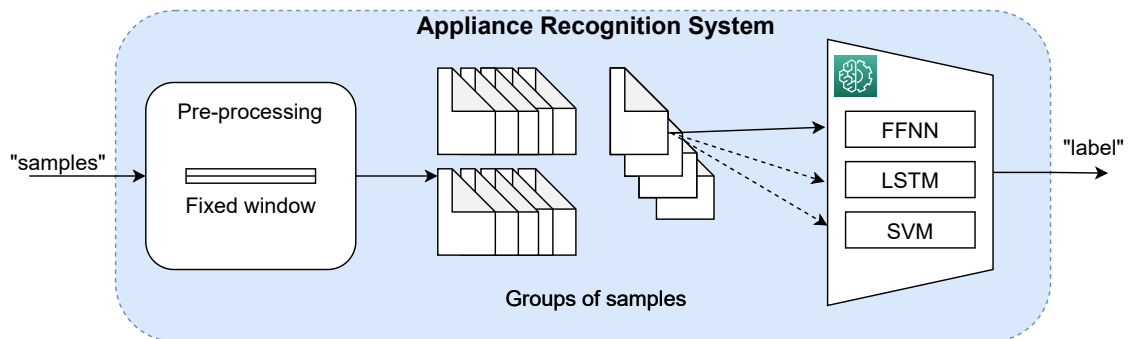 Appliance Recognition System
"samples"
Pre-processing
Fixed window
Groups of samples
FFNN
LSTM
SVM
"label"